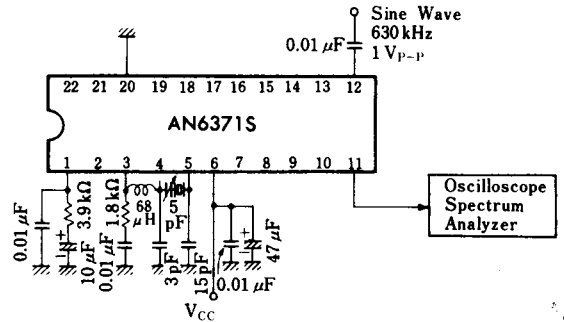 Sine Wave
630 kHz
1 VP-P
0.01 μF
22 21 20 19 18 17 16 15 14 13 12
AN6371S
1 2 3 4 5 6 7 8 9 10 11
0.01 μF
3.9 kΩ
10 μF
1.8 kΩ
0.01 μF
68
μH
5
pF
3 pF
15 pF
0.01 μF
47 μF
VCC
Oscilloscope
Spectrum
Analyzer